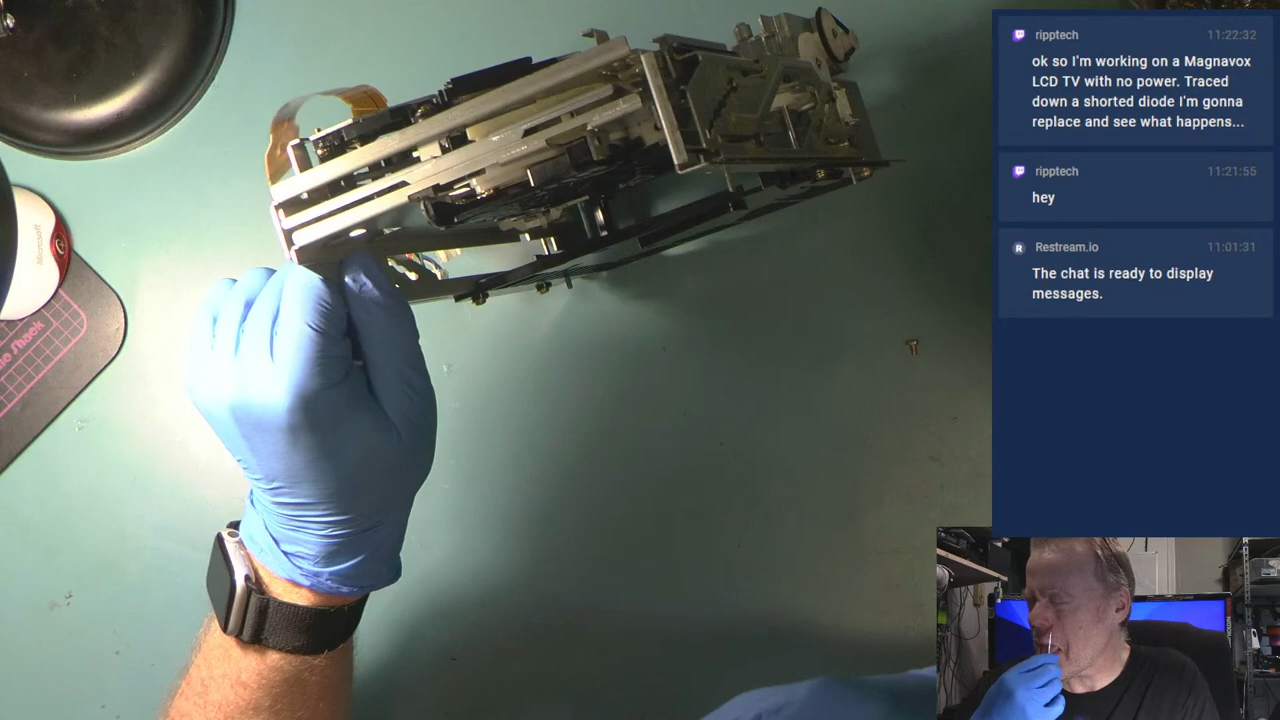 Microsoft
Shack
ripptech 11:22:32
ok so I'm working on a Magnavox
LCD TV with no power. Traced
down a shorted diode I'm gonna
replace and see what happens...
ripptech 11:21:55
hey
Restream.io 11:01:31
The chat is ready to display
messages.